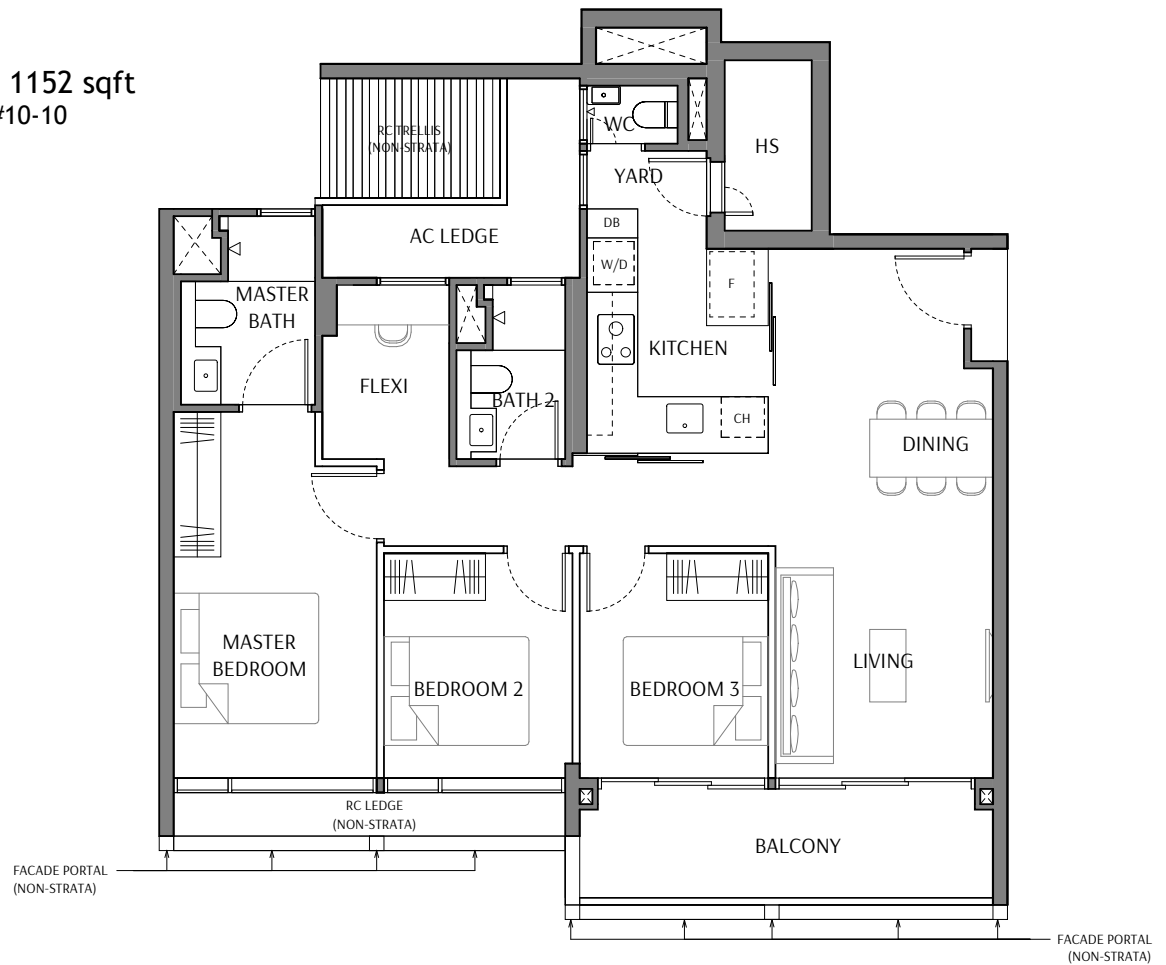 1152 sqft
#10-10
RC TRELLIS
(NON-STRATA)
WC
HS
YARD
AC LEDGE
DB
W/D
F
MASTER
BATH
KITCHEN
FLEXI
BATH 2
CH
DINING
MASTER
BEDROOM
BEDROOM 2
BEDROOM 3
LIVING
RC LEDGE
(NON-STRATA)
BALCONY
FACADE PORTAL
(NON-STRATA)
FACADE PORTAL
(NON-STRATA)